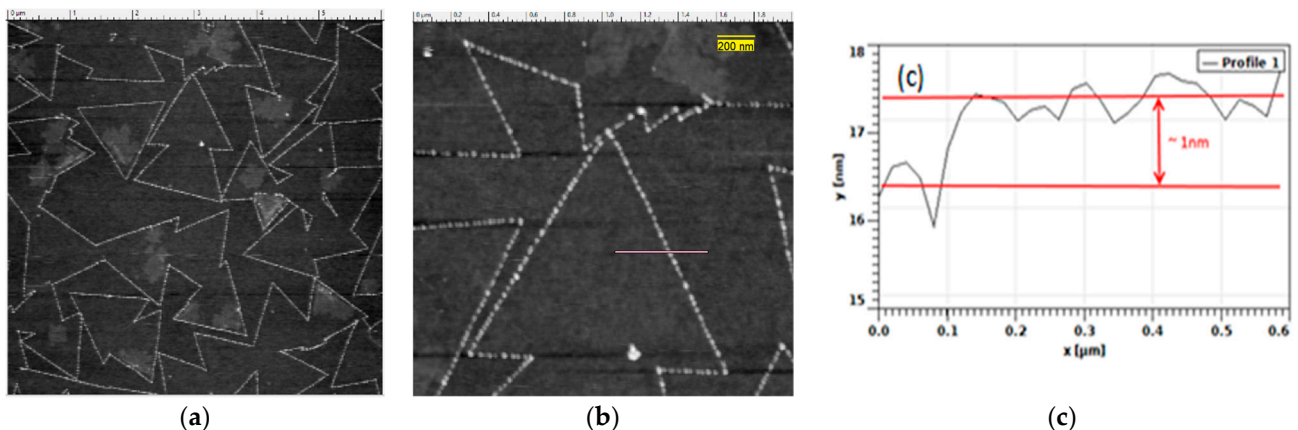 0 μm 1 2 3 4 5
0 μm 0.2 0.4 0.6 0.8 1.0 1.2 1.4 1.6 1.8
200 nm
(c)
Profile 1
18
17
16
15
y [nm]
~ 1nm
0.0 0.1 0.2 0.3 0.4 0.5 0.6
x [μm]
(a) (b) (c)